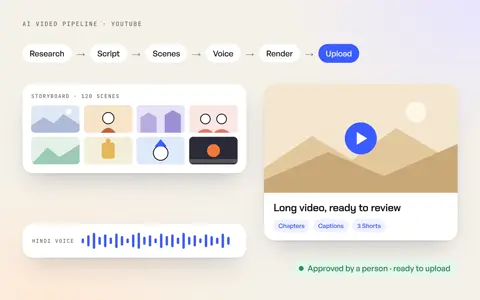 AI VIDEO PIPELINE · YOUTUBE
Research → Script → Scenes → Voice → Render → Upload
STORYBOARD · 120 SCENES
Long video, ready to review
Chapters Captions 3 Shorts
HINDI VOICE
Approved by a person · ready to upload